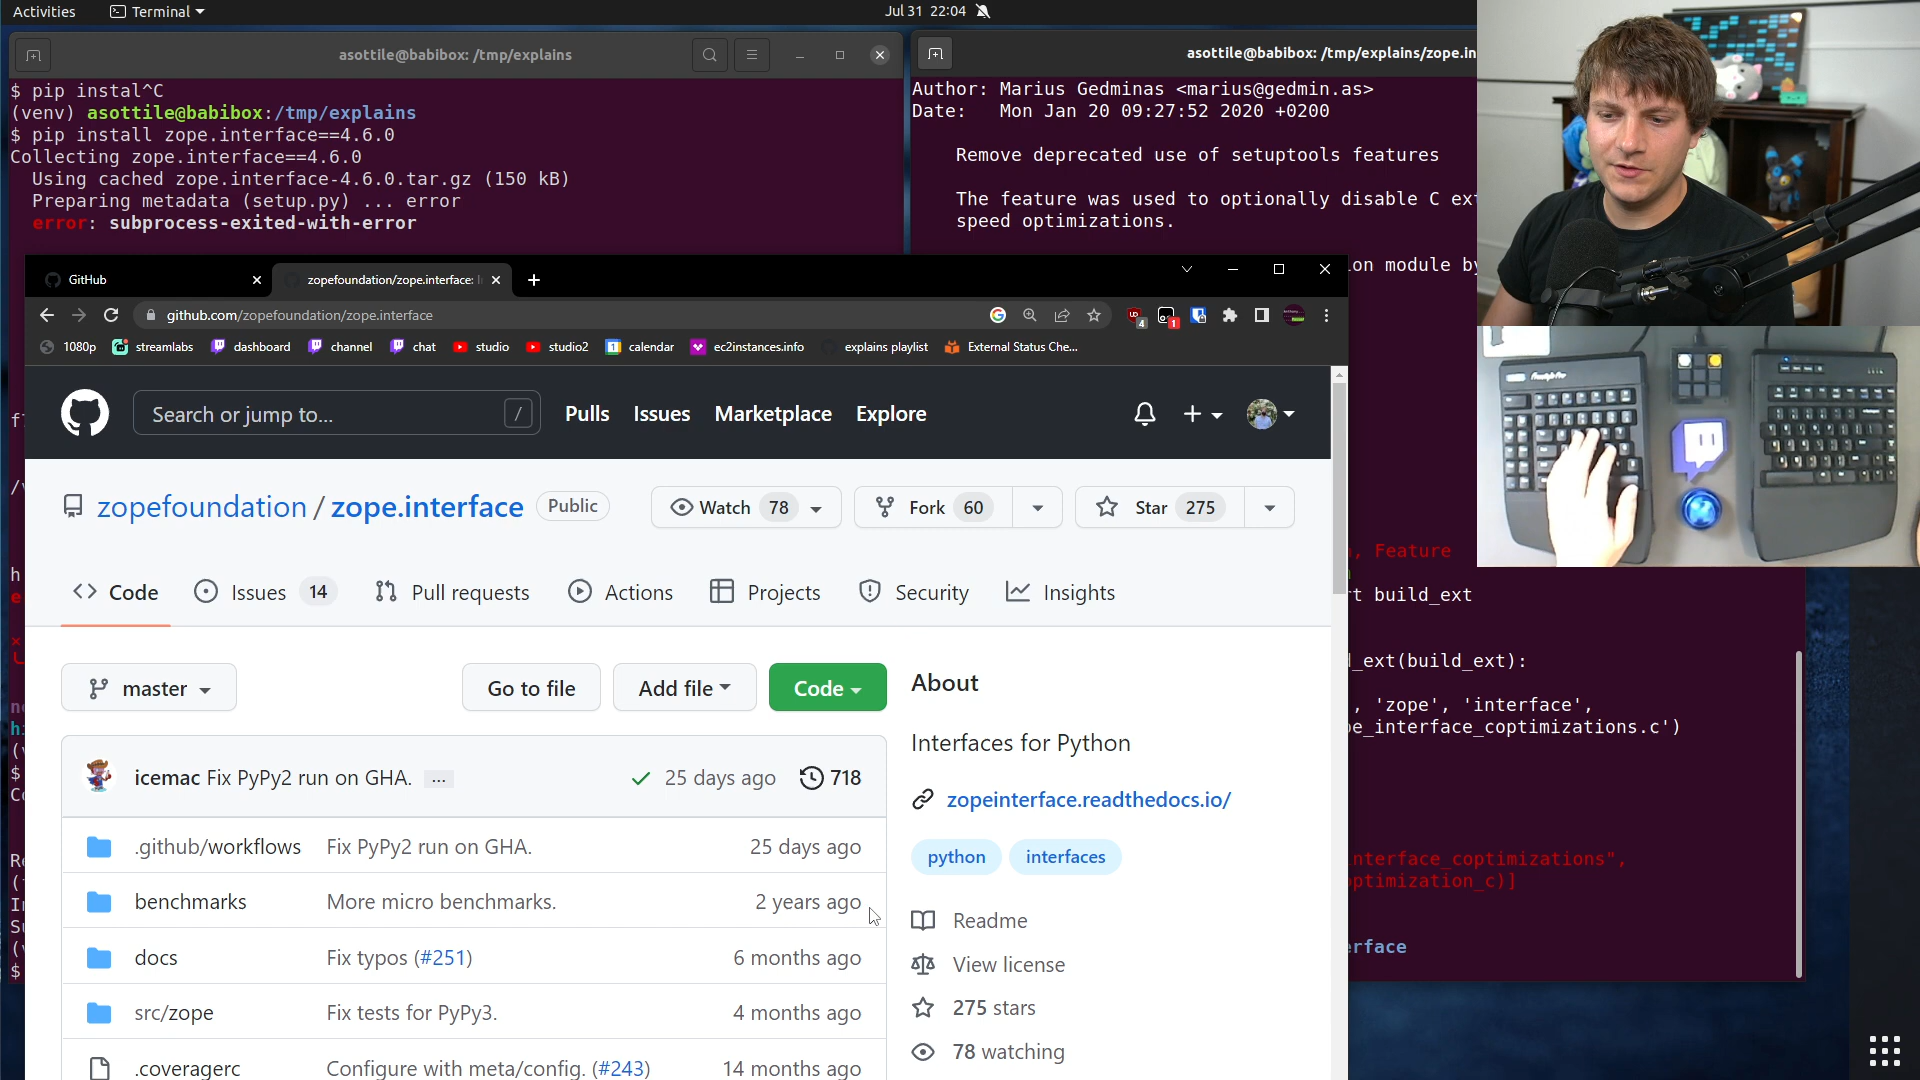 Activities
Terminal
Jul 31 22:04
asottile@babibox: /tmp/explains
$ pip instal^C
(venv) asottile@babibox:/tmp/explains
$ pip install zope.interface==4.6.0
Collecting zope.interface==4.6.0
Using cached zope.interface-4.6.0.tar.gz (150 kB)
Preparing metadata (setup.py) ... error
error: subprocess-exited-with-error
asottile@babibox: /tmp/explains/zope.in
Author: Marius Gedminas <marius@gedmin.as>
Date: Mon Jan 20 09:27:52 2020 +0200
Remove deprecated use of setuptools features
The feature was used to optionally disable C ext
speed optimizations.
on module by
, Feature
t build_ext
_ext(build_ext):
, 'zope', 'interface',
e_interface_coptimizations.c')
nterface_coptimizations",
ptimization_c)]
rface
GitHub
zopefoundation/zope.interface: I
github.com/zopefoundation/zope.interface
4
1
1080p
streamlabs
dashboard
channel
chat
studio
studio2
calendar
ec2instances.info
explains playlist
External Status Che...
Search or jump to...
/
Pulls
Issues
Marketplace
Explore
zopefoundation / zope.interface
Public
Watch 78
Fork 60
Star 275
Code
Issues 14
Pull requests
Actions
Projects
Security
Insights
master
Go to file
Add file
Code
icemac Fix PyPy2 run on GHA. ...
25 days ago
718
.github/workflows Fix PyPy2 run on GHA. 25 days ago
benchmarks More micro benchmarks. 2 years ago
docs Fix typos (#251) 6 months ago
src/zope Fix tests for PyPy3. 4 months ago
.coveragerc Configure with meta/config. (#243) 14 months ago
About
Interfaces for Python
zopeinterface.readthedocs.io/
python
interfaces
Readme
View license
275 stars
78 watching